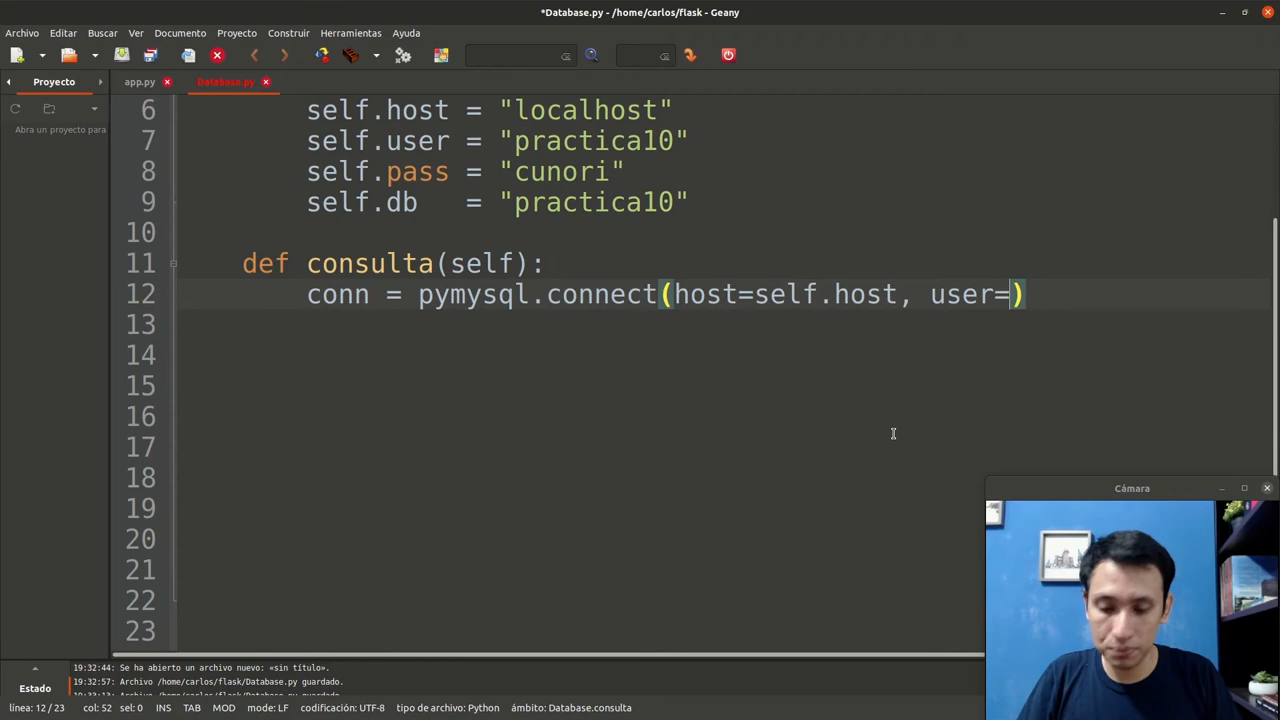 *Database.py - /home/carlos/flask - Geany
Archivo Editar Buscar Ver Documento Proyecto Construir Herramientas Ayuda
Proyecto app.py Database.py
Abra un proyecto para
6 self.host = "localhost"
7 self.user = "practica10"
8 self.pass = "cunori"
9 self.db = "practica10"
10
11 def consulta(self):
12 conn = pymysql.connect(host=self.host, user=)
13
14
15
16
17
18
19
20
21
22
23
Cámara
19:32:44: Se ha abierto un archivo nuevo: «sin título».
19:32:57: Archivo /home/carlos/flask/Database.py guardado.
Estado
línea: 12 / 23 col: 52 sel: 0 INS TAB MOD mode: LF codificación: UTF-8 tipo de archivo: Python ámbito: Database.consulta